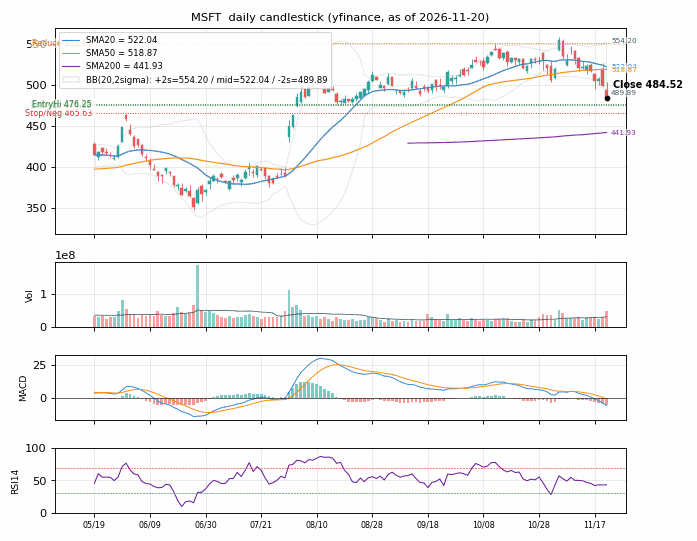 MSFT daily candlestick (yfinance, as of 2026-11-20)
SMA20 = 522.04
SMA50 = 518.87
SMA200 = 441.93
BB(20,2sigma): +2s=554.20 / mid=522.04 / -2s=489.89
554.20
518.87
Close 484.52
489.89
441.93
500
450
400
350
EntryHi 476.25
Stop/Neg 465.63
1e8
Vol
1
0
MACD
25
0
RSI14
100
50
0
05/19 06/09 06/30 07/21 08/10 08/28 09/18 10/08 10/28 11/17